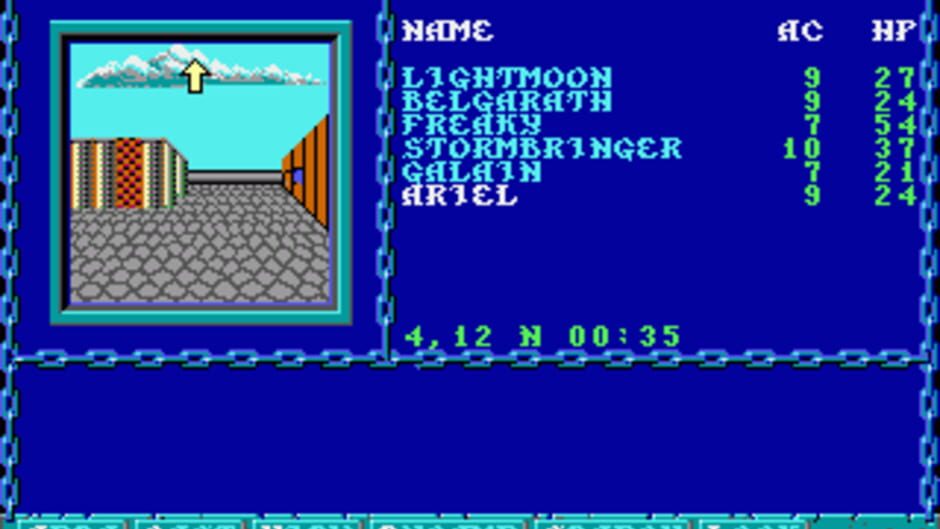 NAME AC HP
LIGHTMOON 9 27
BELGARATH 9 24
FREAKY 7 54
STORMBRINGER 10 37
GALAIN 7 21
ARIEL 9 24
4,12 N 00:35